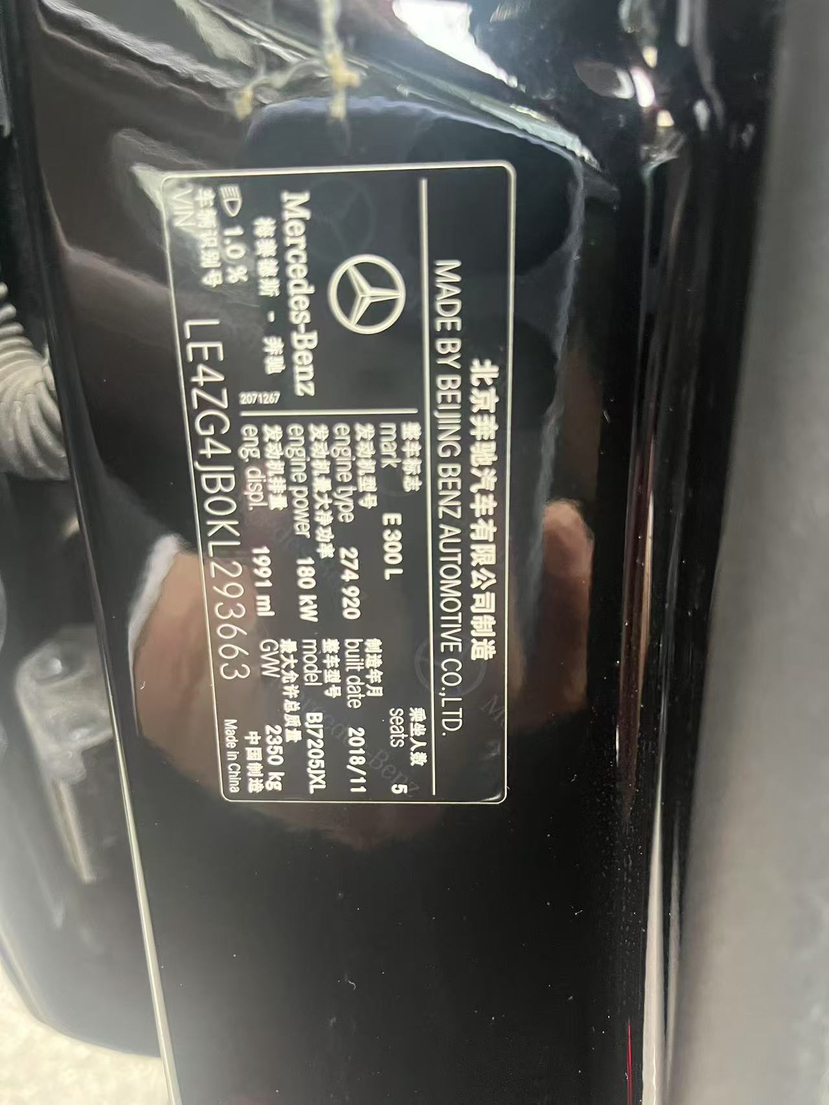 北京奔驰汽车有限公司制造
MADE BY BEIJING BENZ AUTOMOTIVE CO.,LTD.
Mercedes-Benz
梅赛德斯 - 奔驰
1.0 %
2071267
整车标志
mark E 300 L
乘坐人数
seats 5
发动机型号
engine type 274 920
制造年月
built date 2018/11
发动机最大净功率
engine power 180 kW
整车型号
model BJ7205JXL
发动机排量
eng. displ. 1991 ml
最大允许总质量
GVW 2350 kg
中国制造
Made in China
车辆识别号
VIN LE4ZG4JB0KL293663